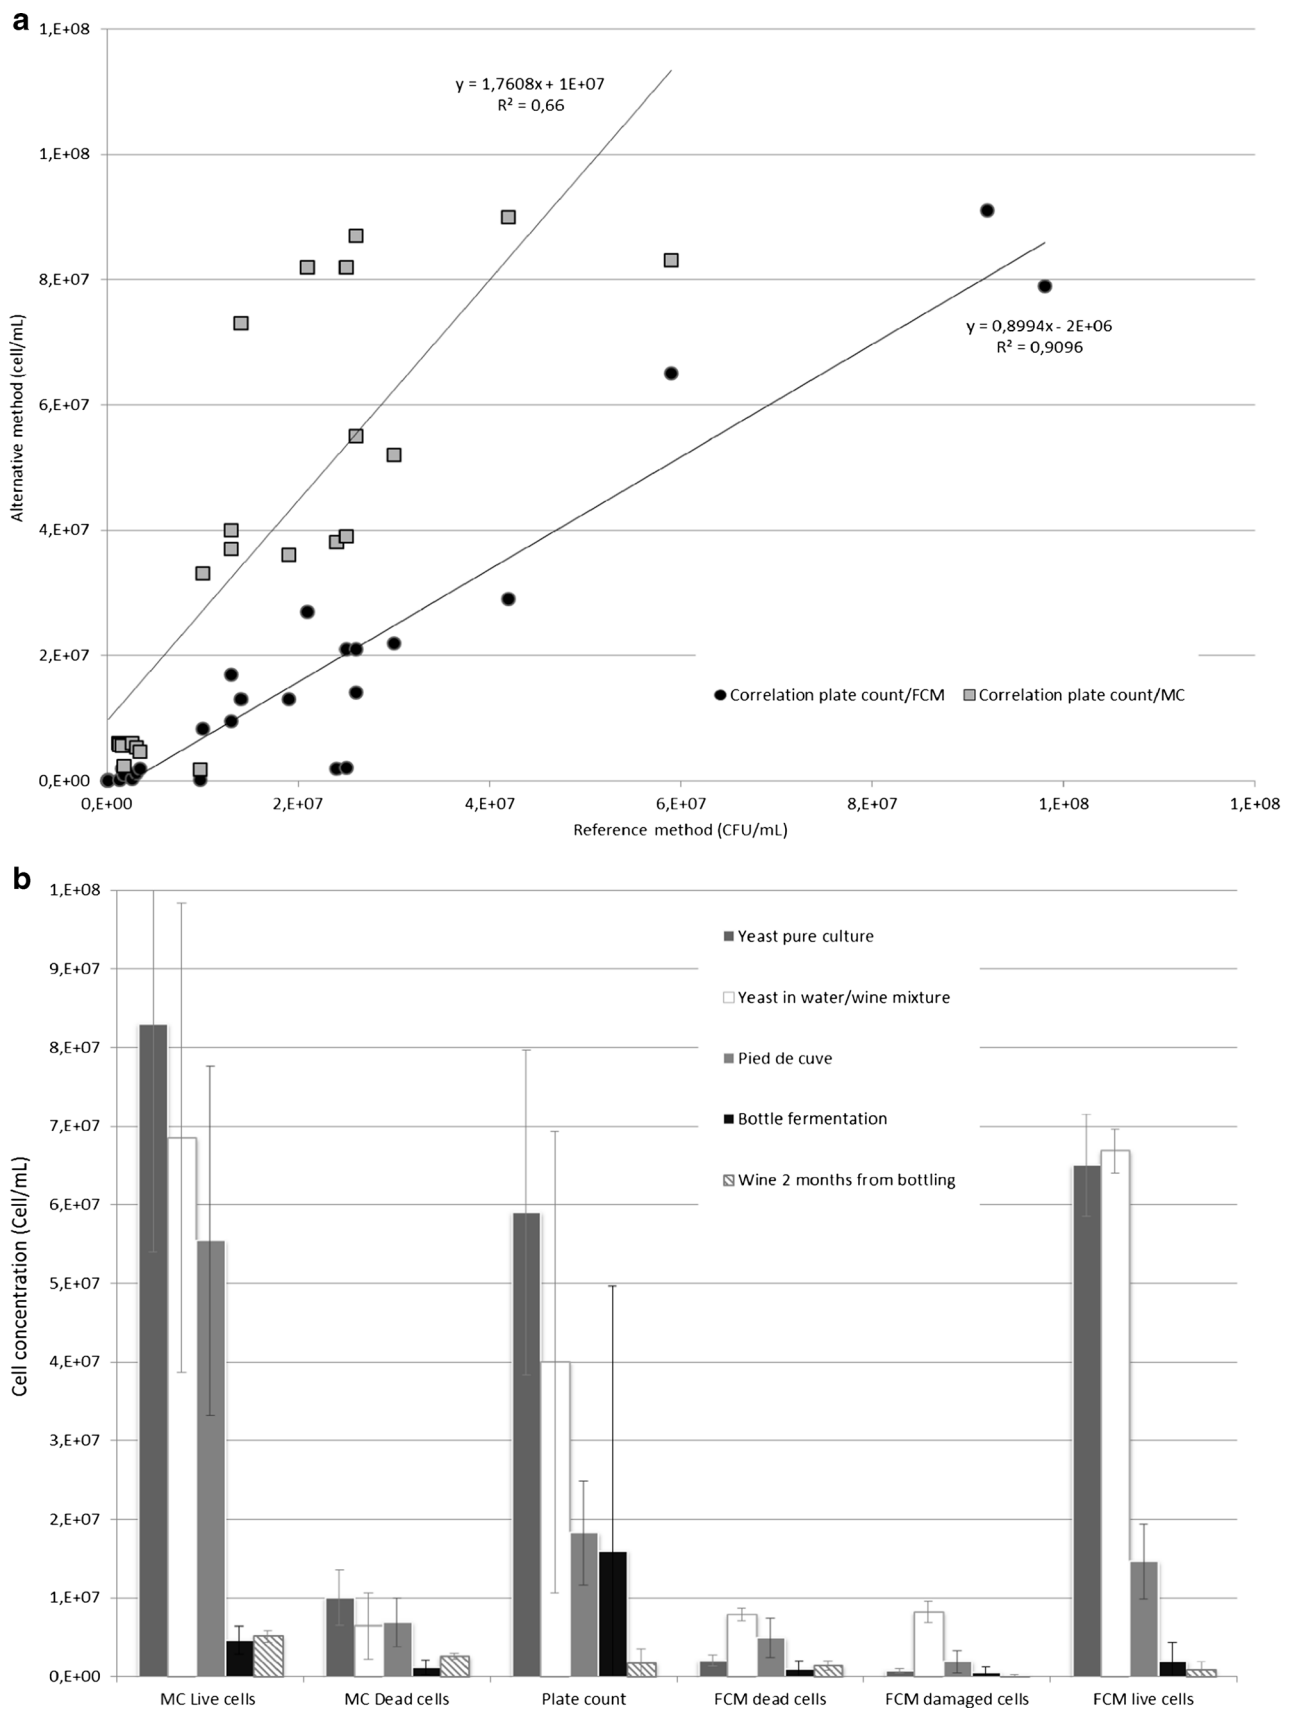 a
1,E+08
y = 1,7608x + 1E+07
R² = 0,66
1,E+08
8,E+07
y = 0,8994x - 2E+06
R² = 0,9096
6,E+07
4,E+07
2,E+07
0,E+00
Alternative method (cell/mL)
Correlation plate count/FCM
Correlation plate count/MC
0,E+00 2,E+07 4,E+07 6,E+07 8,E+07 1,E+08 1,E+08
Reference method (CFU/mL)
b
1,E+08
9,E+07
8,E+07
7,E+07
6,E+07
5,E+07
4,E+07
3,E+07
2,E+07
1,E+07
0,E+00
Cell concentration (Cell/mL)
Yeast pure culture
Yeast in water/wine mixture
Pied de cuve
Bottle fermentation
Wine 2 months from bottling
MC Live cells MC Dead cells Plate count FCM dead cells FCM damaged cells FCM live cells